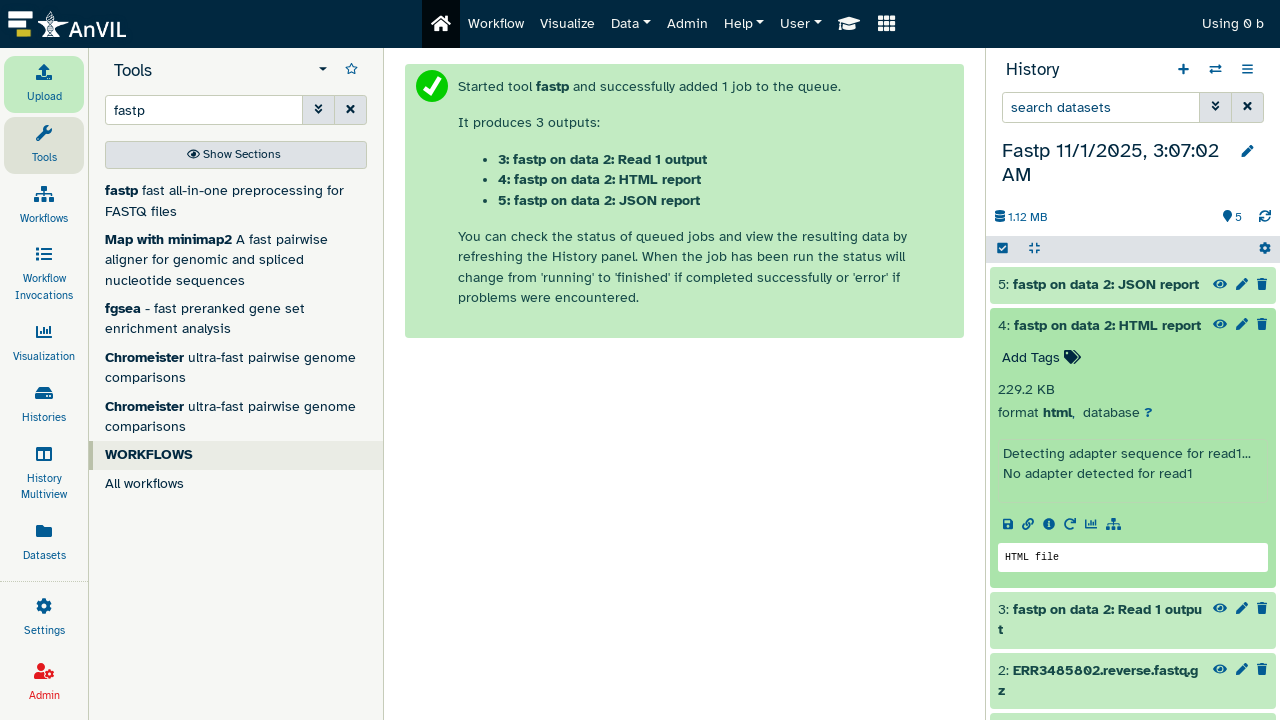 AnVIL
Workflow Visualize Data Admin Help User
Using 0 b
Upload
Tools
Workflows
Workflow
Invocations
Visualization
Histories
History
Multiview
Datasets
Settings
Admin
Tools
fastp
Show Sections
fastp fast all-in-one preprocessing for
FASTQ files
Map with minimap2 A fast pairwise
aligner for genomic and spliced
nucleotide sequences
fgsea - fast preranked gene set
enrichment analysis
Chromeister ultra-fast pairwise genome
comparisons
Chromeister ultra-fast pairwise genome
comparisons
WORKFLOWS
All workflows
Started tool fastp and successfully added 1 job to the queue.
It produces 3 outputs:
• 3: fastp on data 2: Read 1 output
• 4: fastp on data 2: HTML report
• 5: fastp on data 2: JSON report
You can check the status of queued jobs and view the resulting data by
refreshing the History panel. When the job has been run the status will
change from 'running' to 'finished' if completed successfully or 'error' if
problems were encountered.
History
search datasets
Fastp 11/1/2025, 3:07:02
AM
1.12 MB
5
5: fastp on data 2: JSON report
4: fastp on data 2: HTML report
Add Tags
229.2 KB
format html, database ?
Detecting adapter sequence for read1...
No adapter detected for read1
HTML file
3: fastp on data 2: Read 1 outpu
t
2: ERR3485802.reverse.fastq.g
z